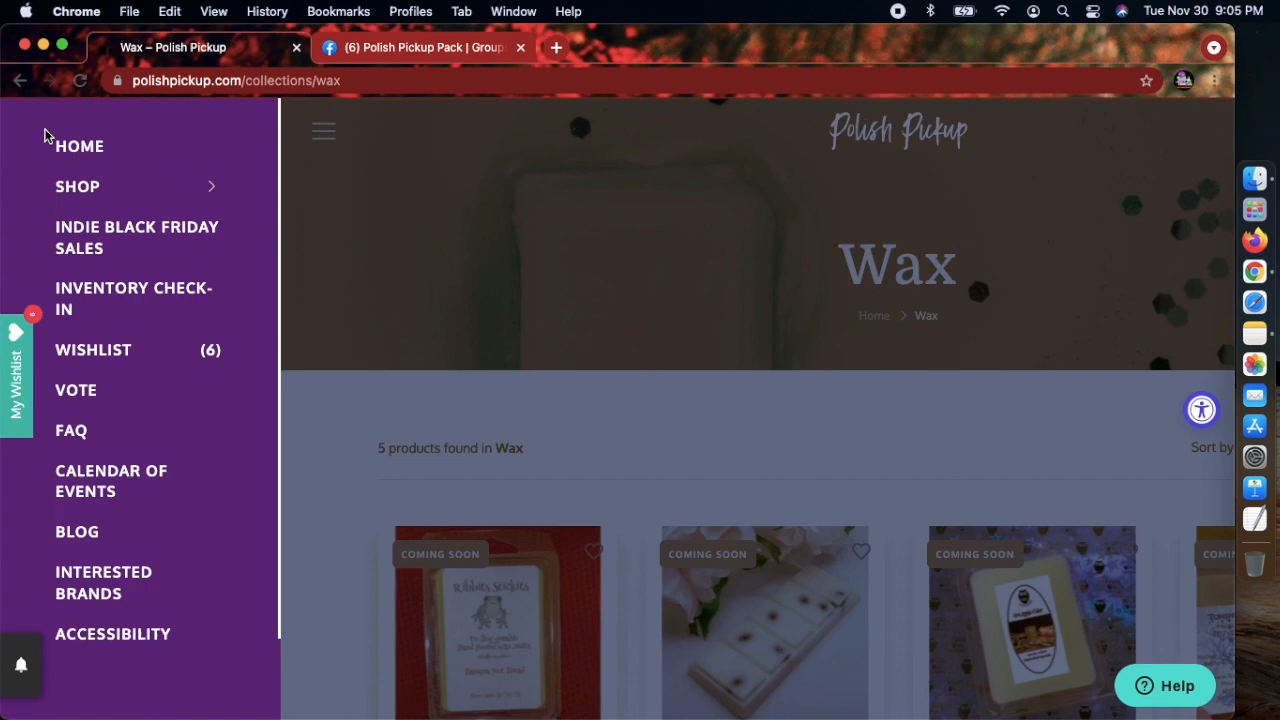 Chrome File Edit View History Bookmarks Profiles Tab Window Help Tue Nov 30 9:05 PM
Wax – Polish Pickup (6) Polish Pickup Pack | Group
polishpickup.com/collections/wax
HOME
SHOP
INDIE BLACK FRIDAY
SALES
INVENTORY CHECK-
IN
WISHLIST (6)
VOTE
FAQ
CALENDAR OF
EVENTS
BLOG
INTERESTED
BRANDS
ACCESSIBILITY
My Wishlist
6
Polish Pickup
Wax
Home > Wax
5 products found in Wax
Sort by
COMING SOON
COMING SOON
COMING SOON
COMI
Help